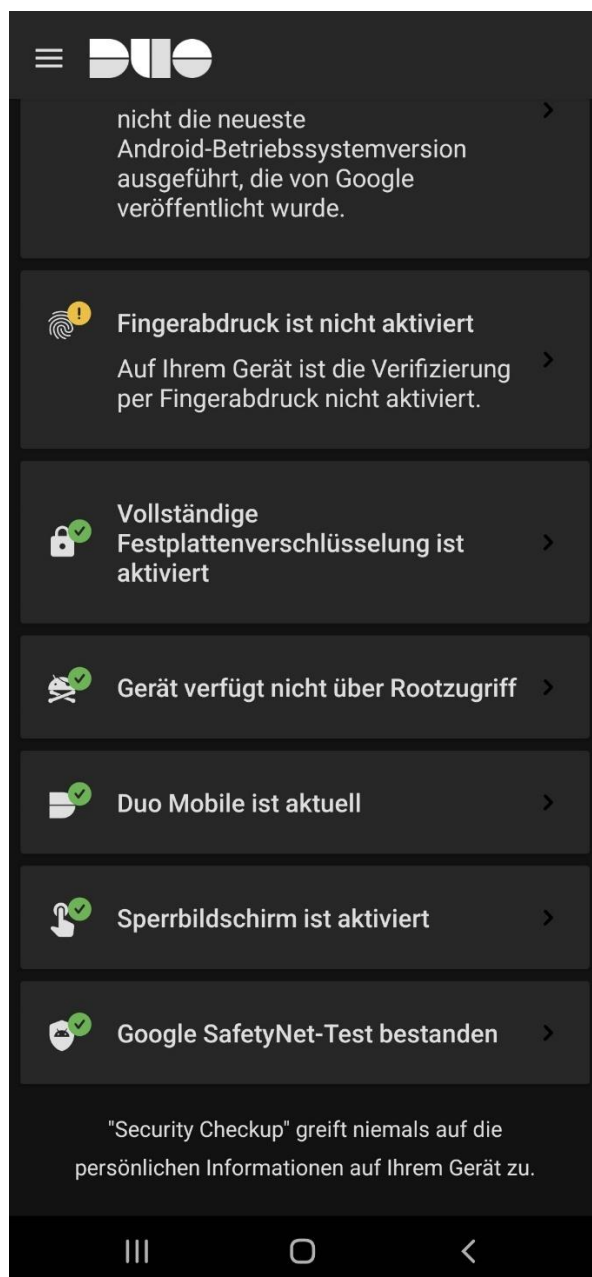 DUO
nicht die neueste
Android-Betriebssystemversion
ausgeführt, die von Google
veröffentlicht wurde.
Fingerabdruck ist nicht aktiviert
Auf Ihrem Gerät ist die Verifizierung
per Fingerabdruck nicht aktiviert.
Vollständige
Festplattenverschlüsselung ist
aktiviert
Gerät verfügt nicht über Rootzugriff
Duo Mobile ist aktuell
Sperrbildschirm ist aktiviert
Google SafetyNet-Test bestanden
"Security Checkup" greift niemals auf die
persönlichen Informationen auf Ihrem Gerät zu.